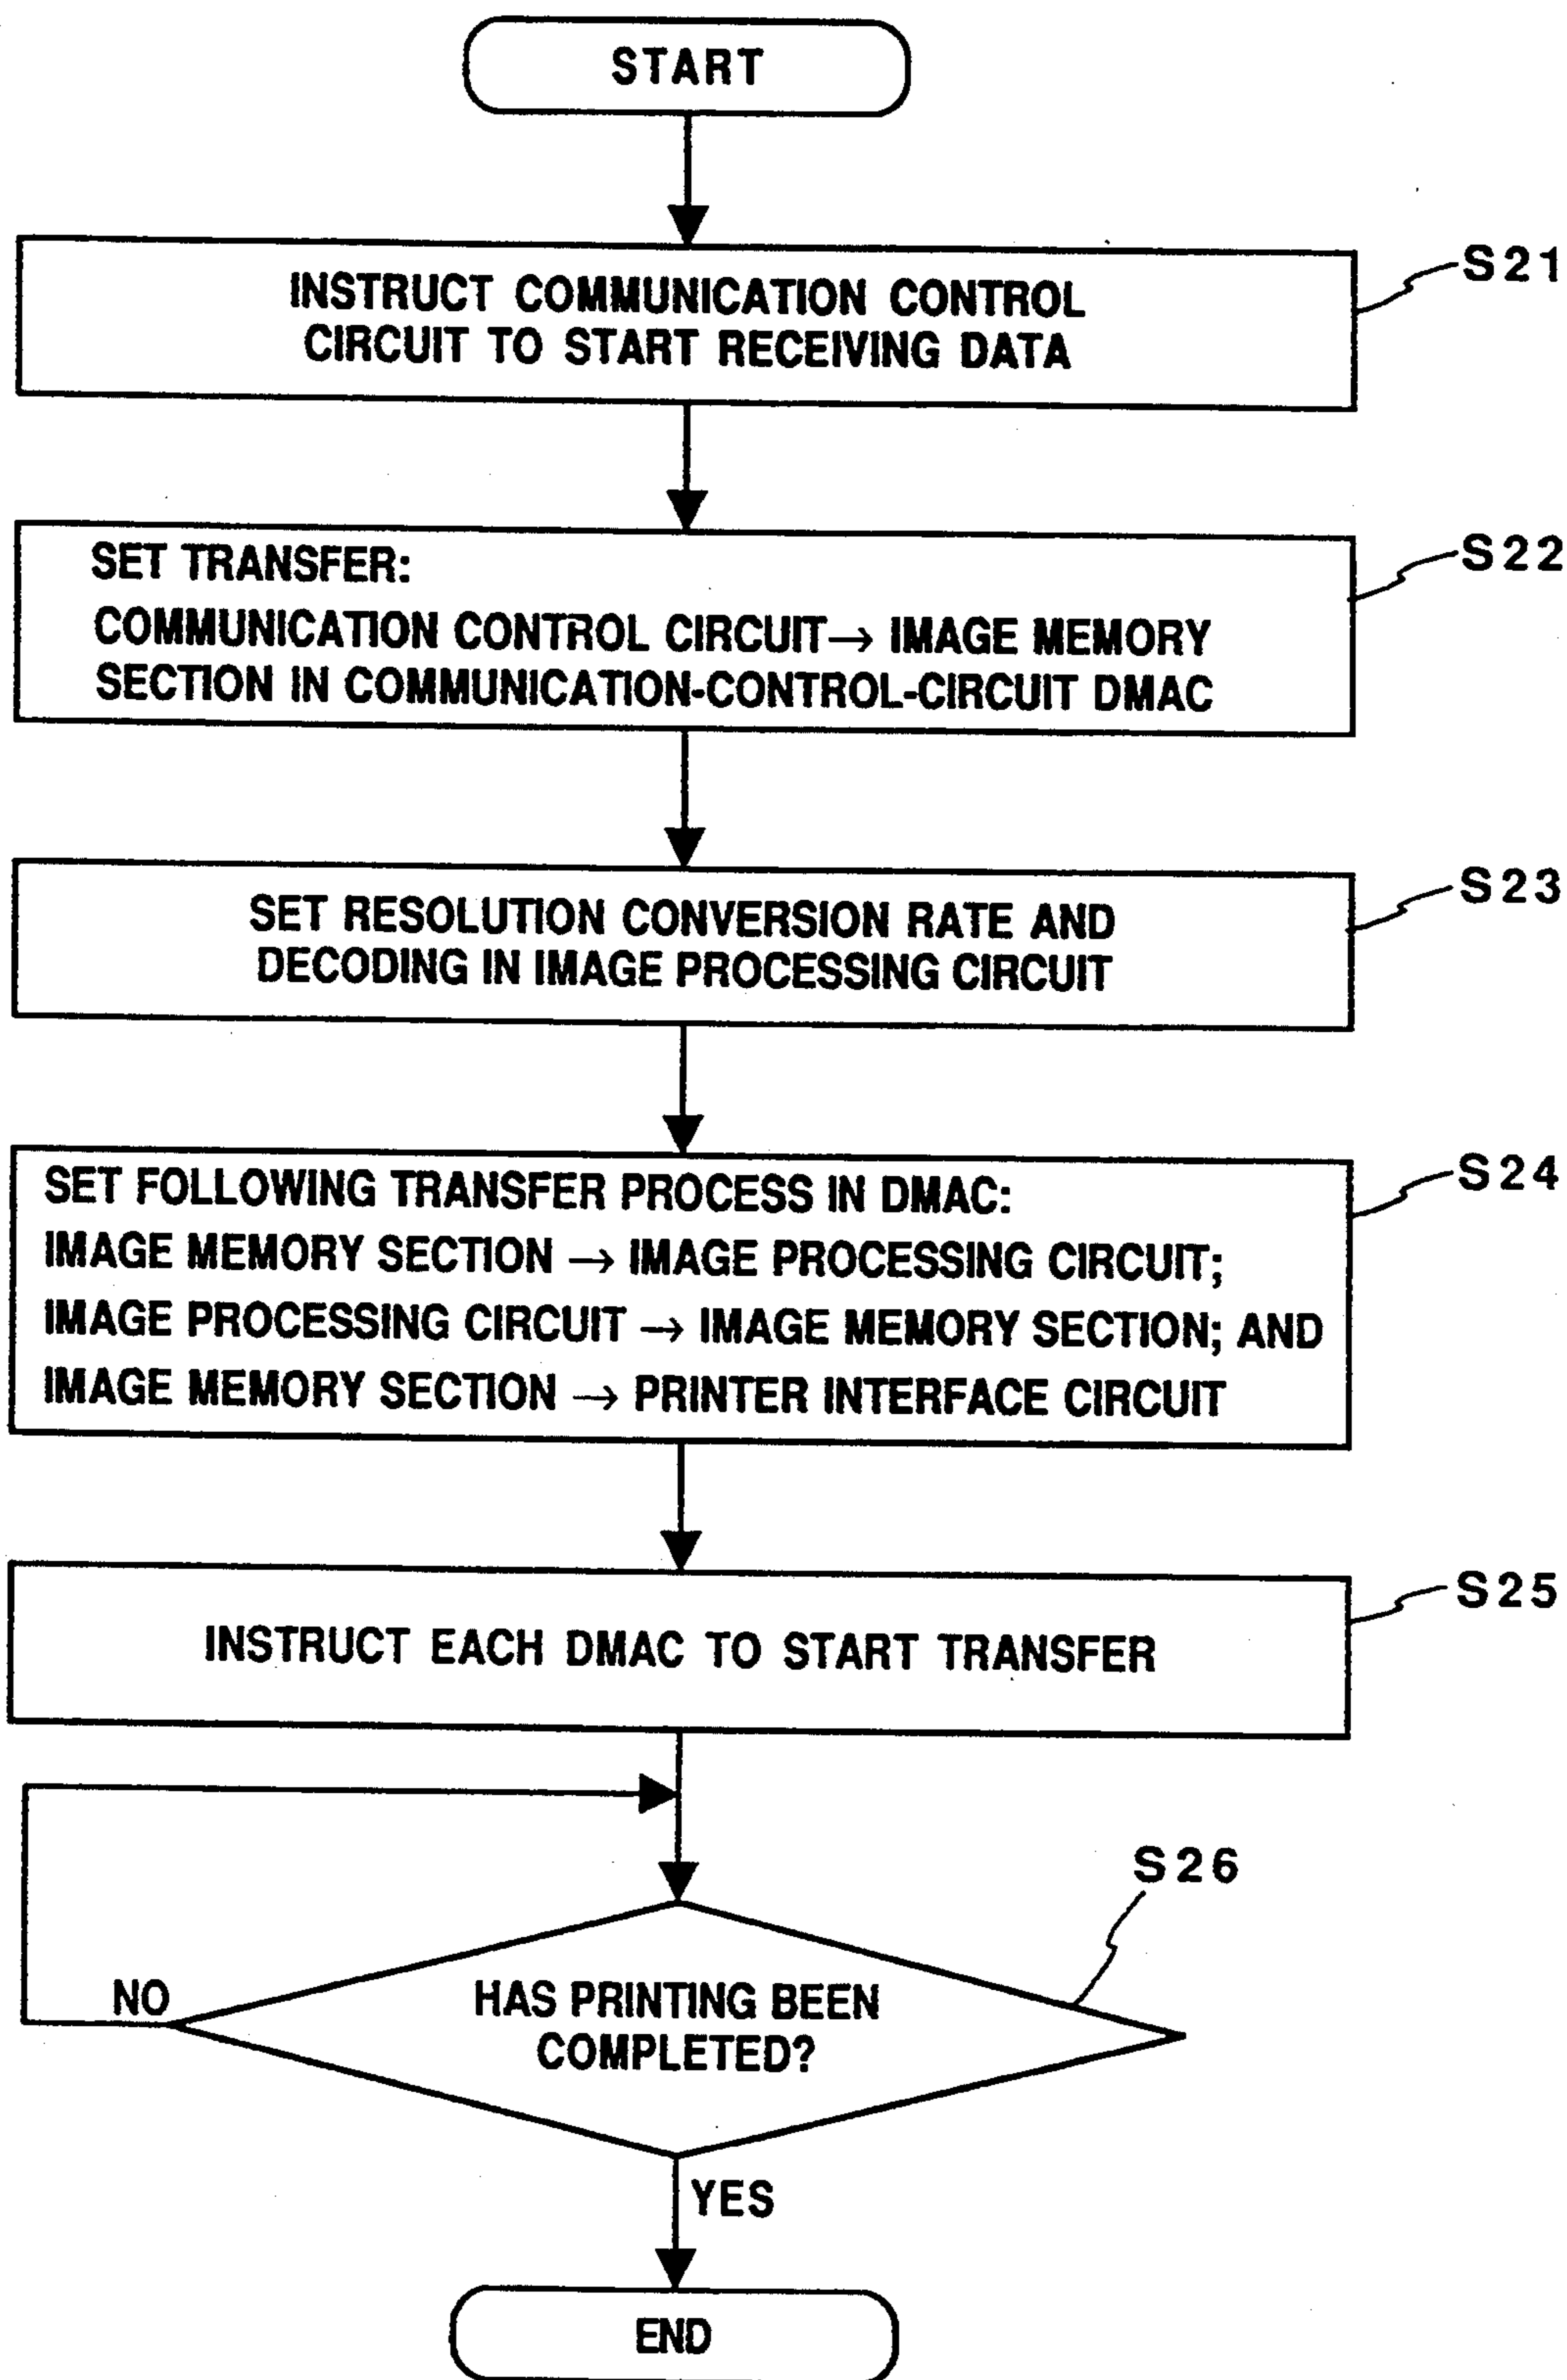 START
S21
INSTRUCT COMMUNICATION CONTROL
CIRCUIT TO START RECEIVING DATA
S22
SET TRANSFER:
COMMUNICATION CONTROL CIRCUIT→ IMAGE MEMORY
SECTION IN COMMUNICATION-CONTROL-CIRCUIT DMAC
S23
SET RESOLUTION CONVERSION RATE AND
DECODING IN IMAGE PROCESSING CIRCUIT
S24
SET FOLLOWING TRANSFER PROCESS IN DMAC:
IMAGE MEMORY SECTION → IMAGE PROCESSING CIRCUIT;
IMAGE PROCESSING CIRCUIT → IMAGE MEMORY SECTION; AND
IMAGE MEMORY SECTION → PRINTER INTERFACE CIRCUIT
S25
INSTRUCT EACH DMAC TO START TRANSFER
S26
NO
HAS PRINTING BEEN
COMPLETED?
YES
END